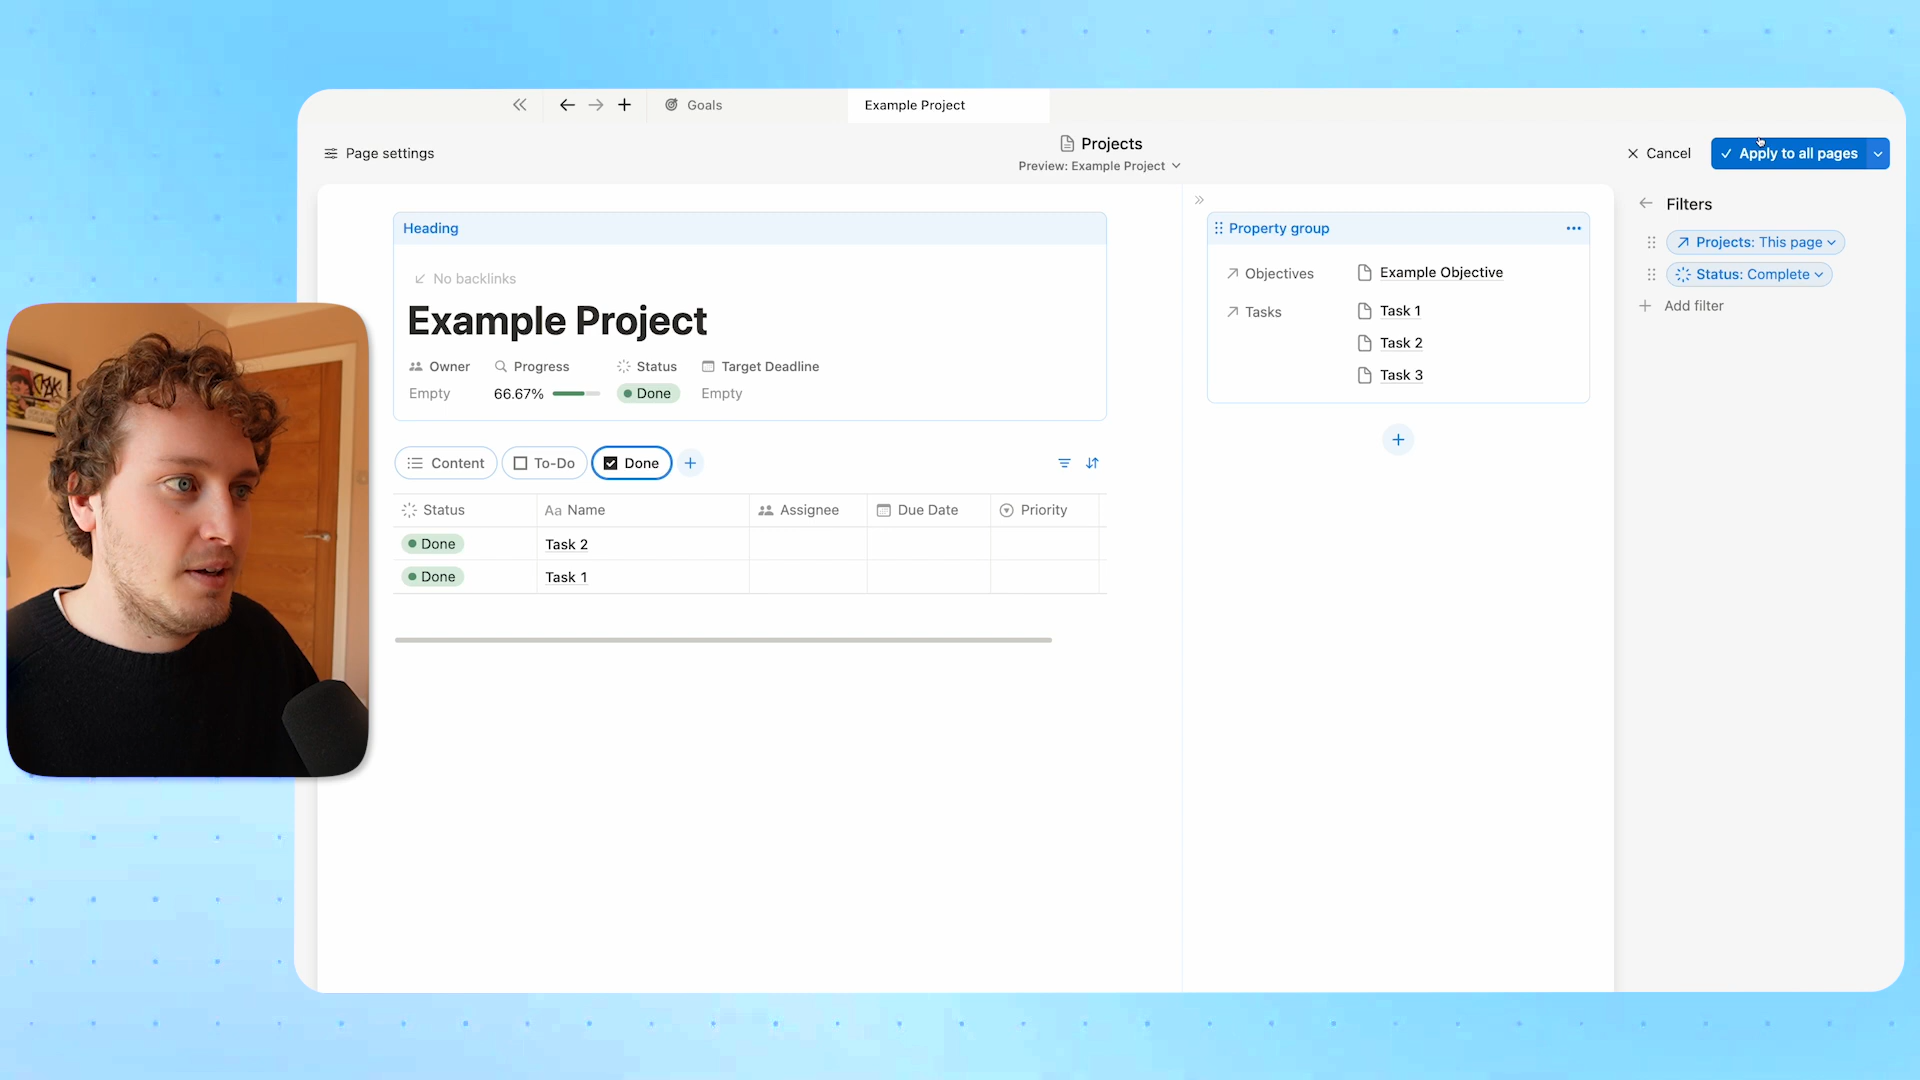 Goals
Example Project
Page settings
Projects
Preview: Example Project
Cancel
Apply to all pages
Heading
No backlinks
Example Project
Owner Progress Status Target Deadline
Empty 66.67% Done Empty
Content To-Do Done
Status Aa Name Assignee Due Date Priority
Done Task 2
Done Task 1
Property group
Objectives Example Objective
Tasks Task 1
Task 2
Task 3
Filters
Projects: This page
Status: Complete
Add filter